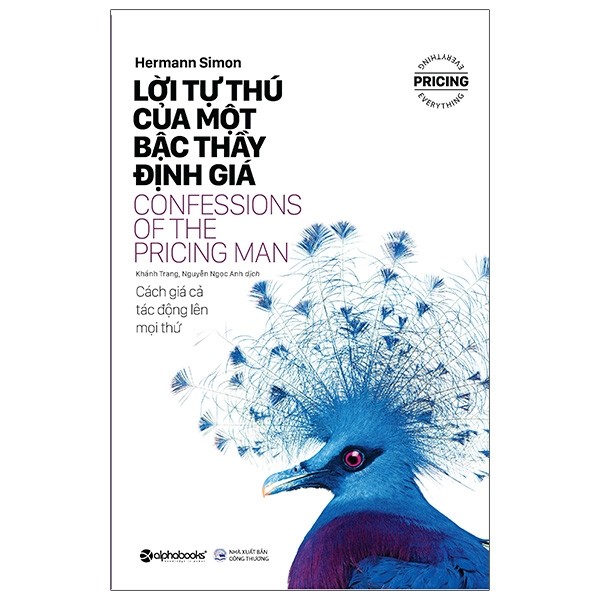 Hermann Simon
LỜI TỰ THÚ
CỦA MỘT
BẬC THẦY
ĐỊNH GIÁ
CONFESSIONS
OF THE
PRICING MAN
Khánh Trang, Nguyễn Ngọc Anh dịch
Cách giá cả
tác động lên
mọi thứ
EVERYTHING
PRICING
EVERYTHING
alphabooks
NHÀ XUẤT BẢN
CÔNG THƯƠNG